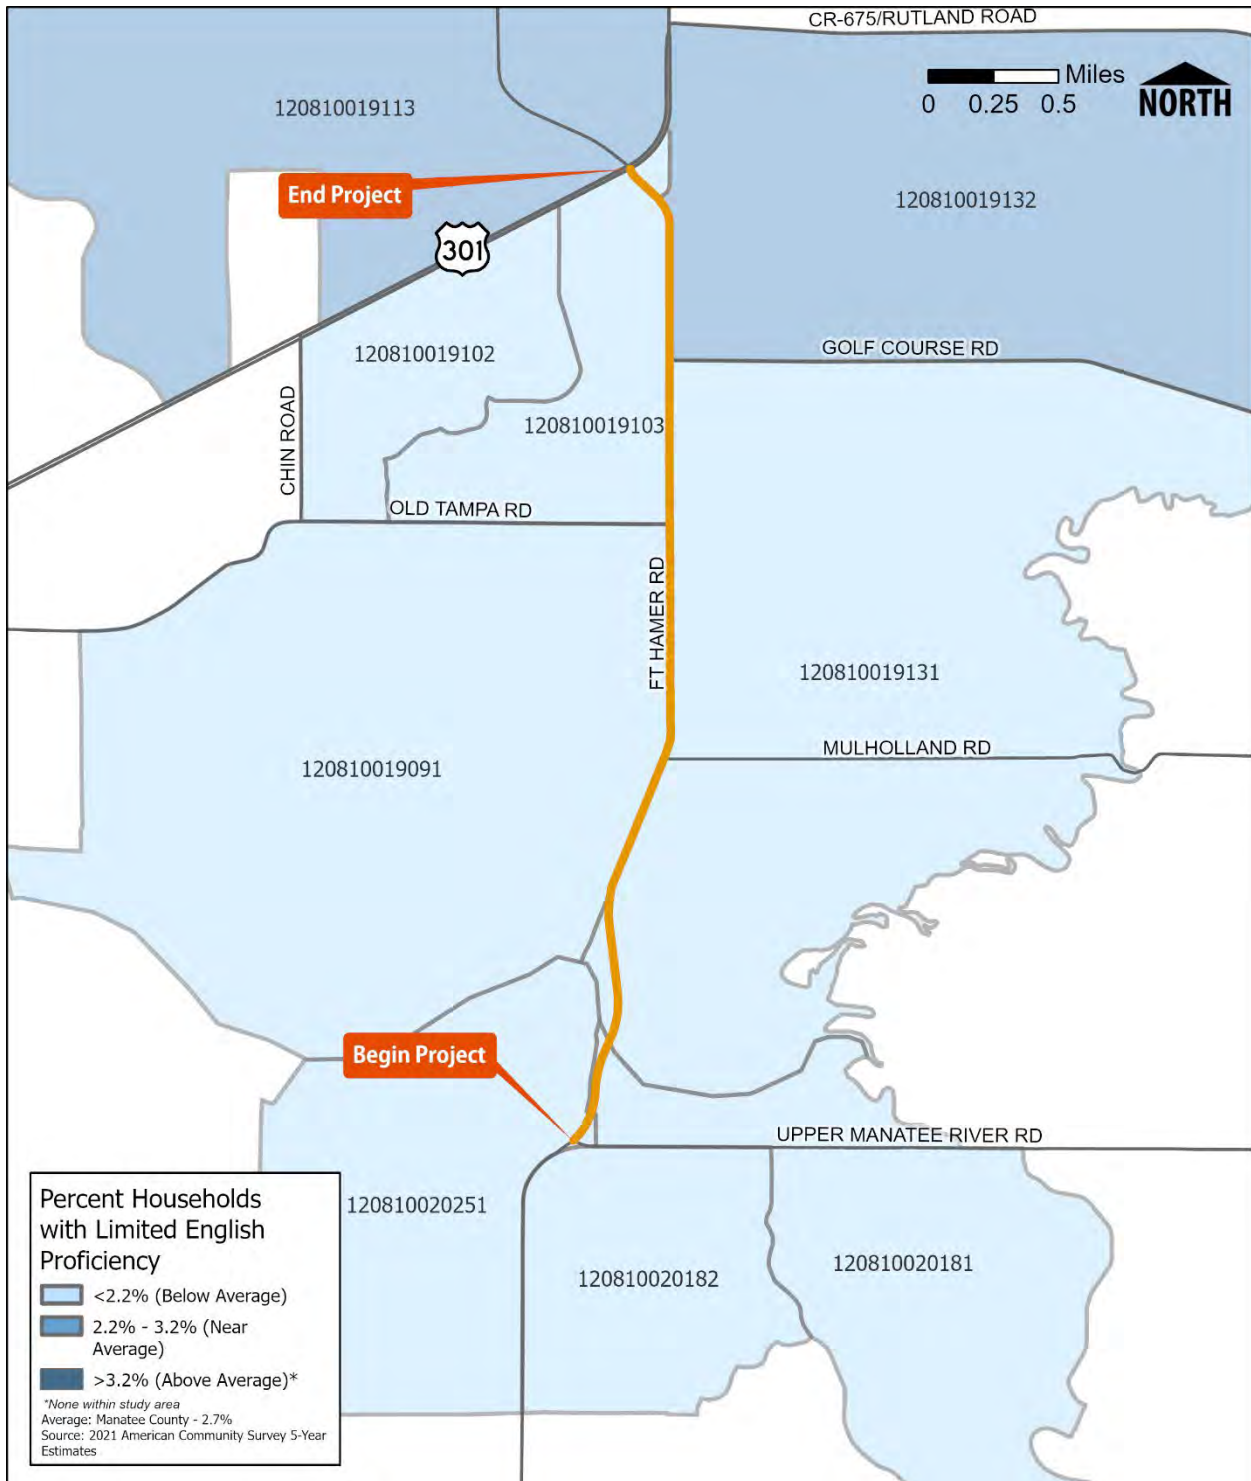 CR-675/RUTLAND ROAD
Miles
0 0.25 0.5
NORTH
120810019113
End Project
120810019132
301
120810019102
GOLF COURSE RD
120810019103
CHIN ROAD
OLD TAMPA RD
FT HAMER RD
120810019131
MULHOLLAND RD
120810019091
Begin Project
UPPER MANATEE RIVER RD
120810020251
120810020182
120810020181
Percent Households
with Limited English
Proficiency
<2.2% (Below Average)
2.2% - 3.2% (Near
Average)
>3.2% (Above Average)*
*None within study area
Average: Manatee County - 2.7%
Source: 2021 American Community Survey 5-Year
Estimates